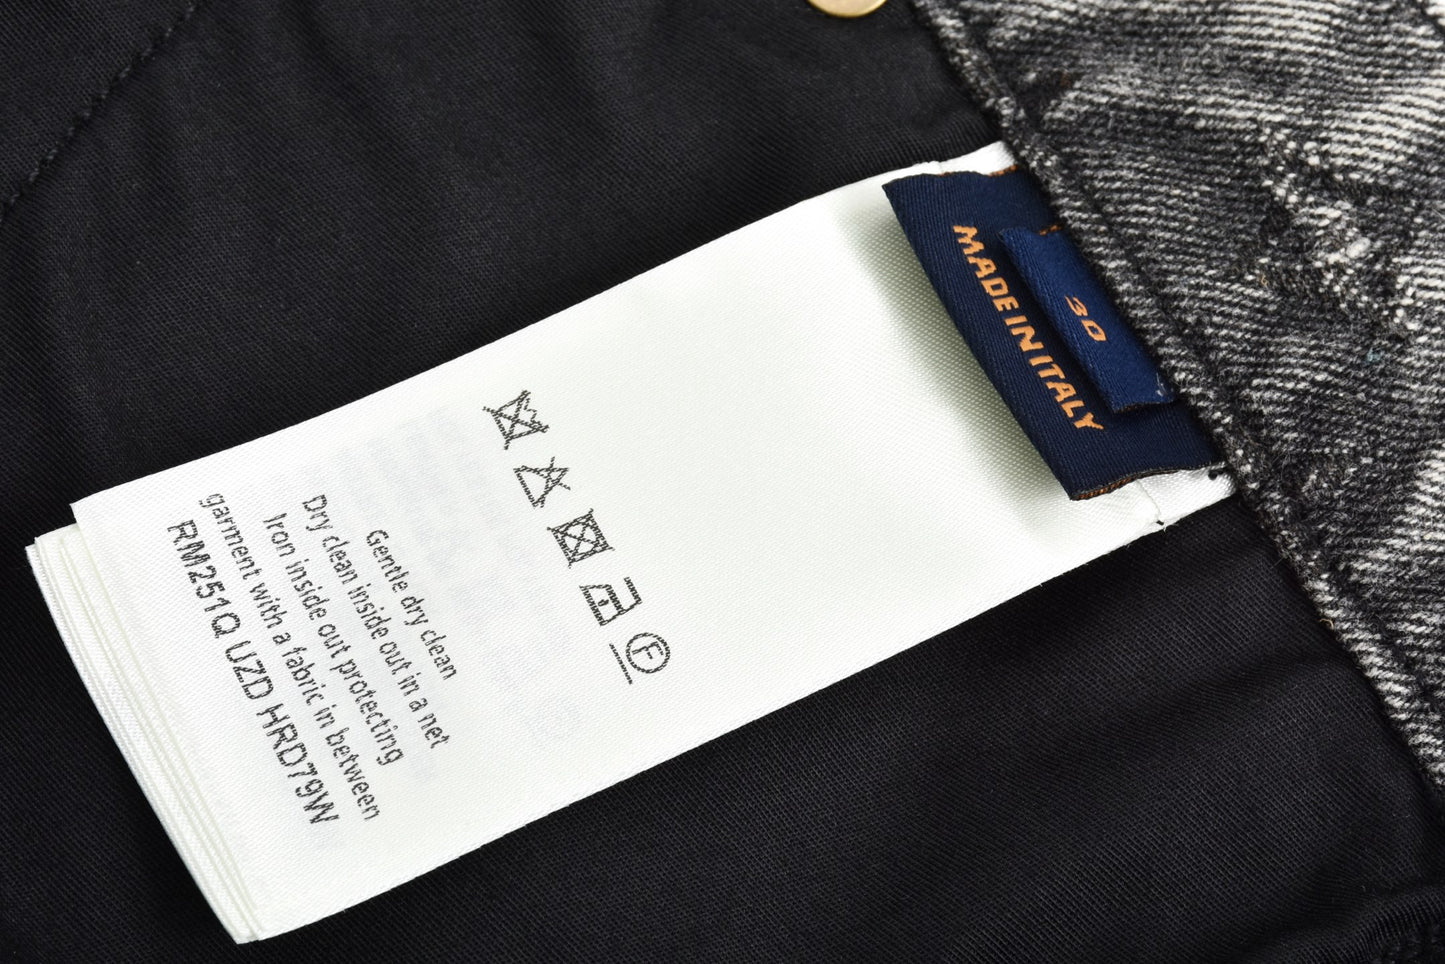 MADE IN ITALY
30
F
Gentle dry clean
Dry clean inside out in a net
Iron inside out protecting
garment with a fabric in between
RM251Q UZD HRD79W